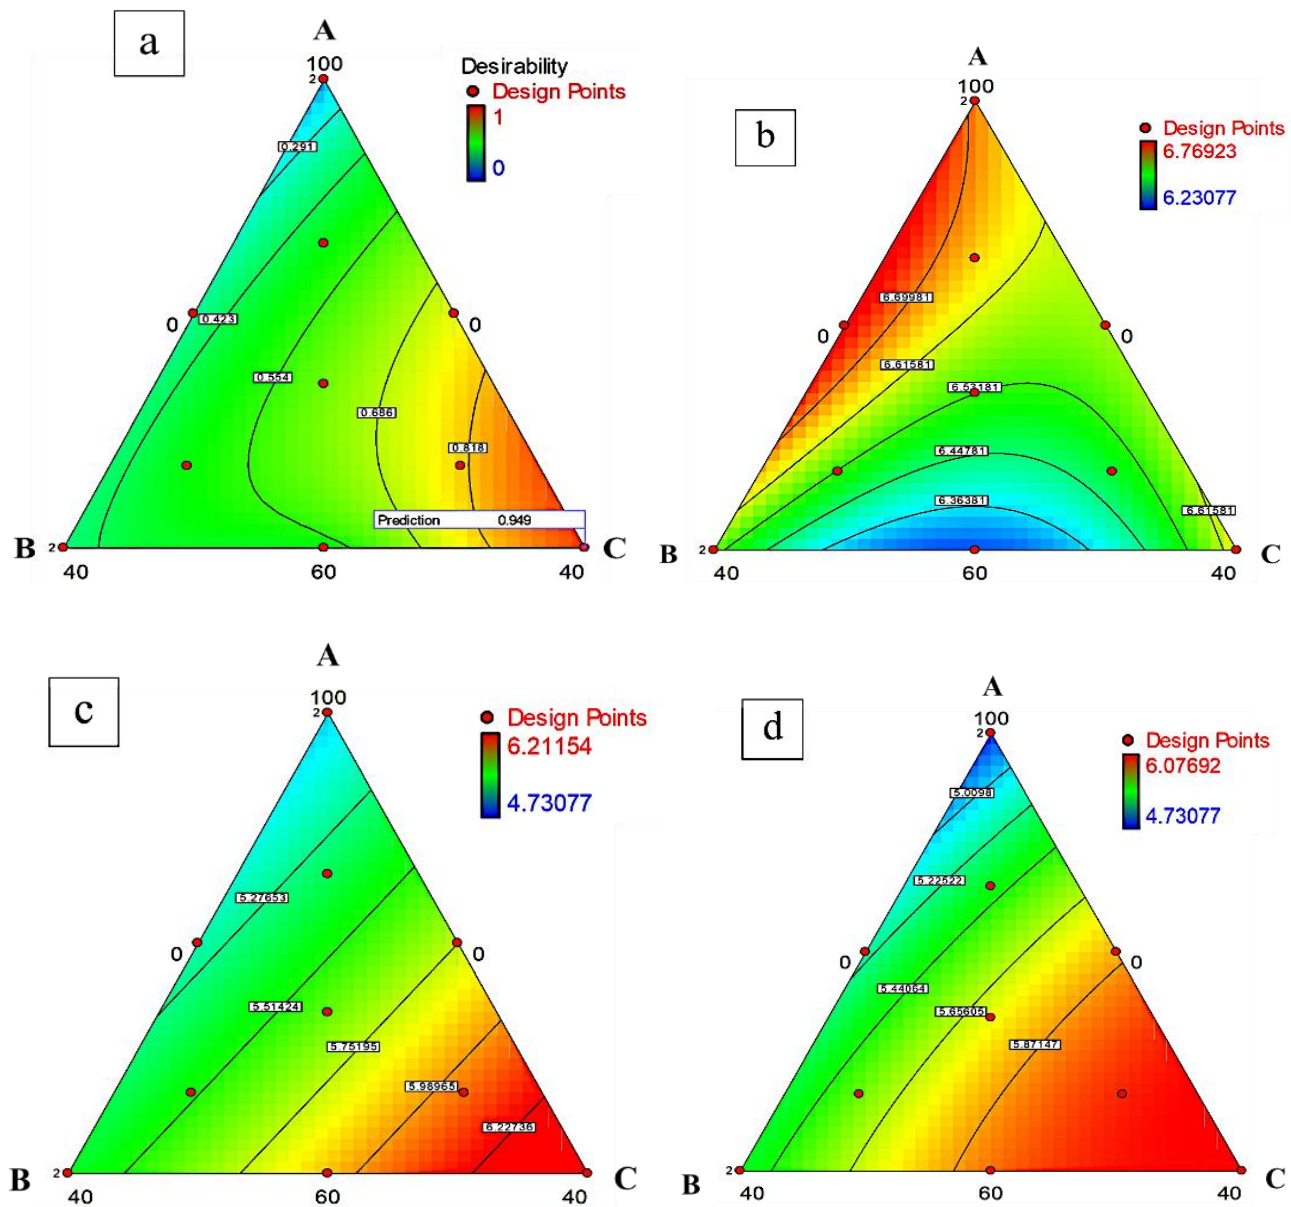 a
A
100
2
Desirability
Design Points
1
0
0.291
0
0.423
0
0.554
0.686
0.818
Prediction 0.949
B
2
C
40
60
40
b
A
100
2
Design Points
6.76923
6.23077
6.69981
0
0
6.61581
6.53181
6.44781
6.36381
6.61581
B
2
C
40
60
40
c
A
100
2
Design Points
6.21154
4.73077
5.27653
0
0
5.51424
5.75195
5.98965
6.22736
B
2
C
40
60
40
d
A
100
2
Design Points
6.07692
4.73077
5.0098
5.22522
0
0
5.44064
5.65605
5.87147
B
2
C
40
60
40